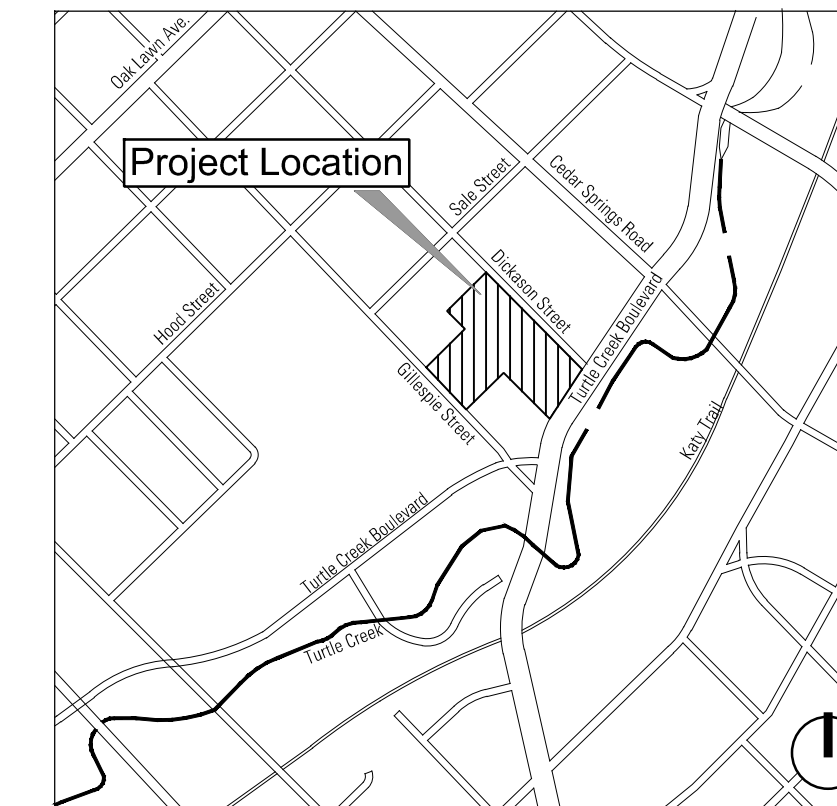 Oak Lawn Ave.
Project Location
Sale Street
Cedar Springs Road
Dickason Street
Hood Street
Turtle Creek Boulevard
Gillespie Street
Katy Trail
Turtle Creek Boulevard
Turtle Creek